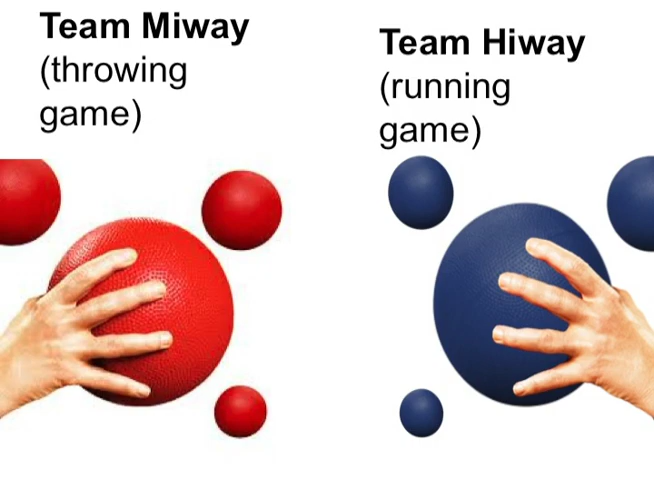 Team Miway
(throwing
game)
Team Hiway
(running
game)